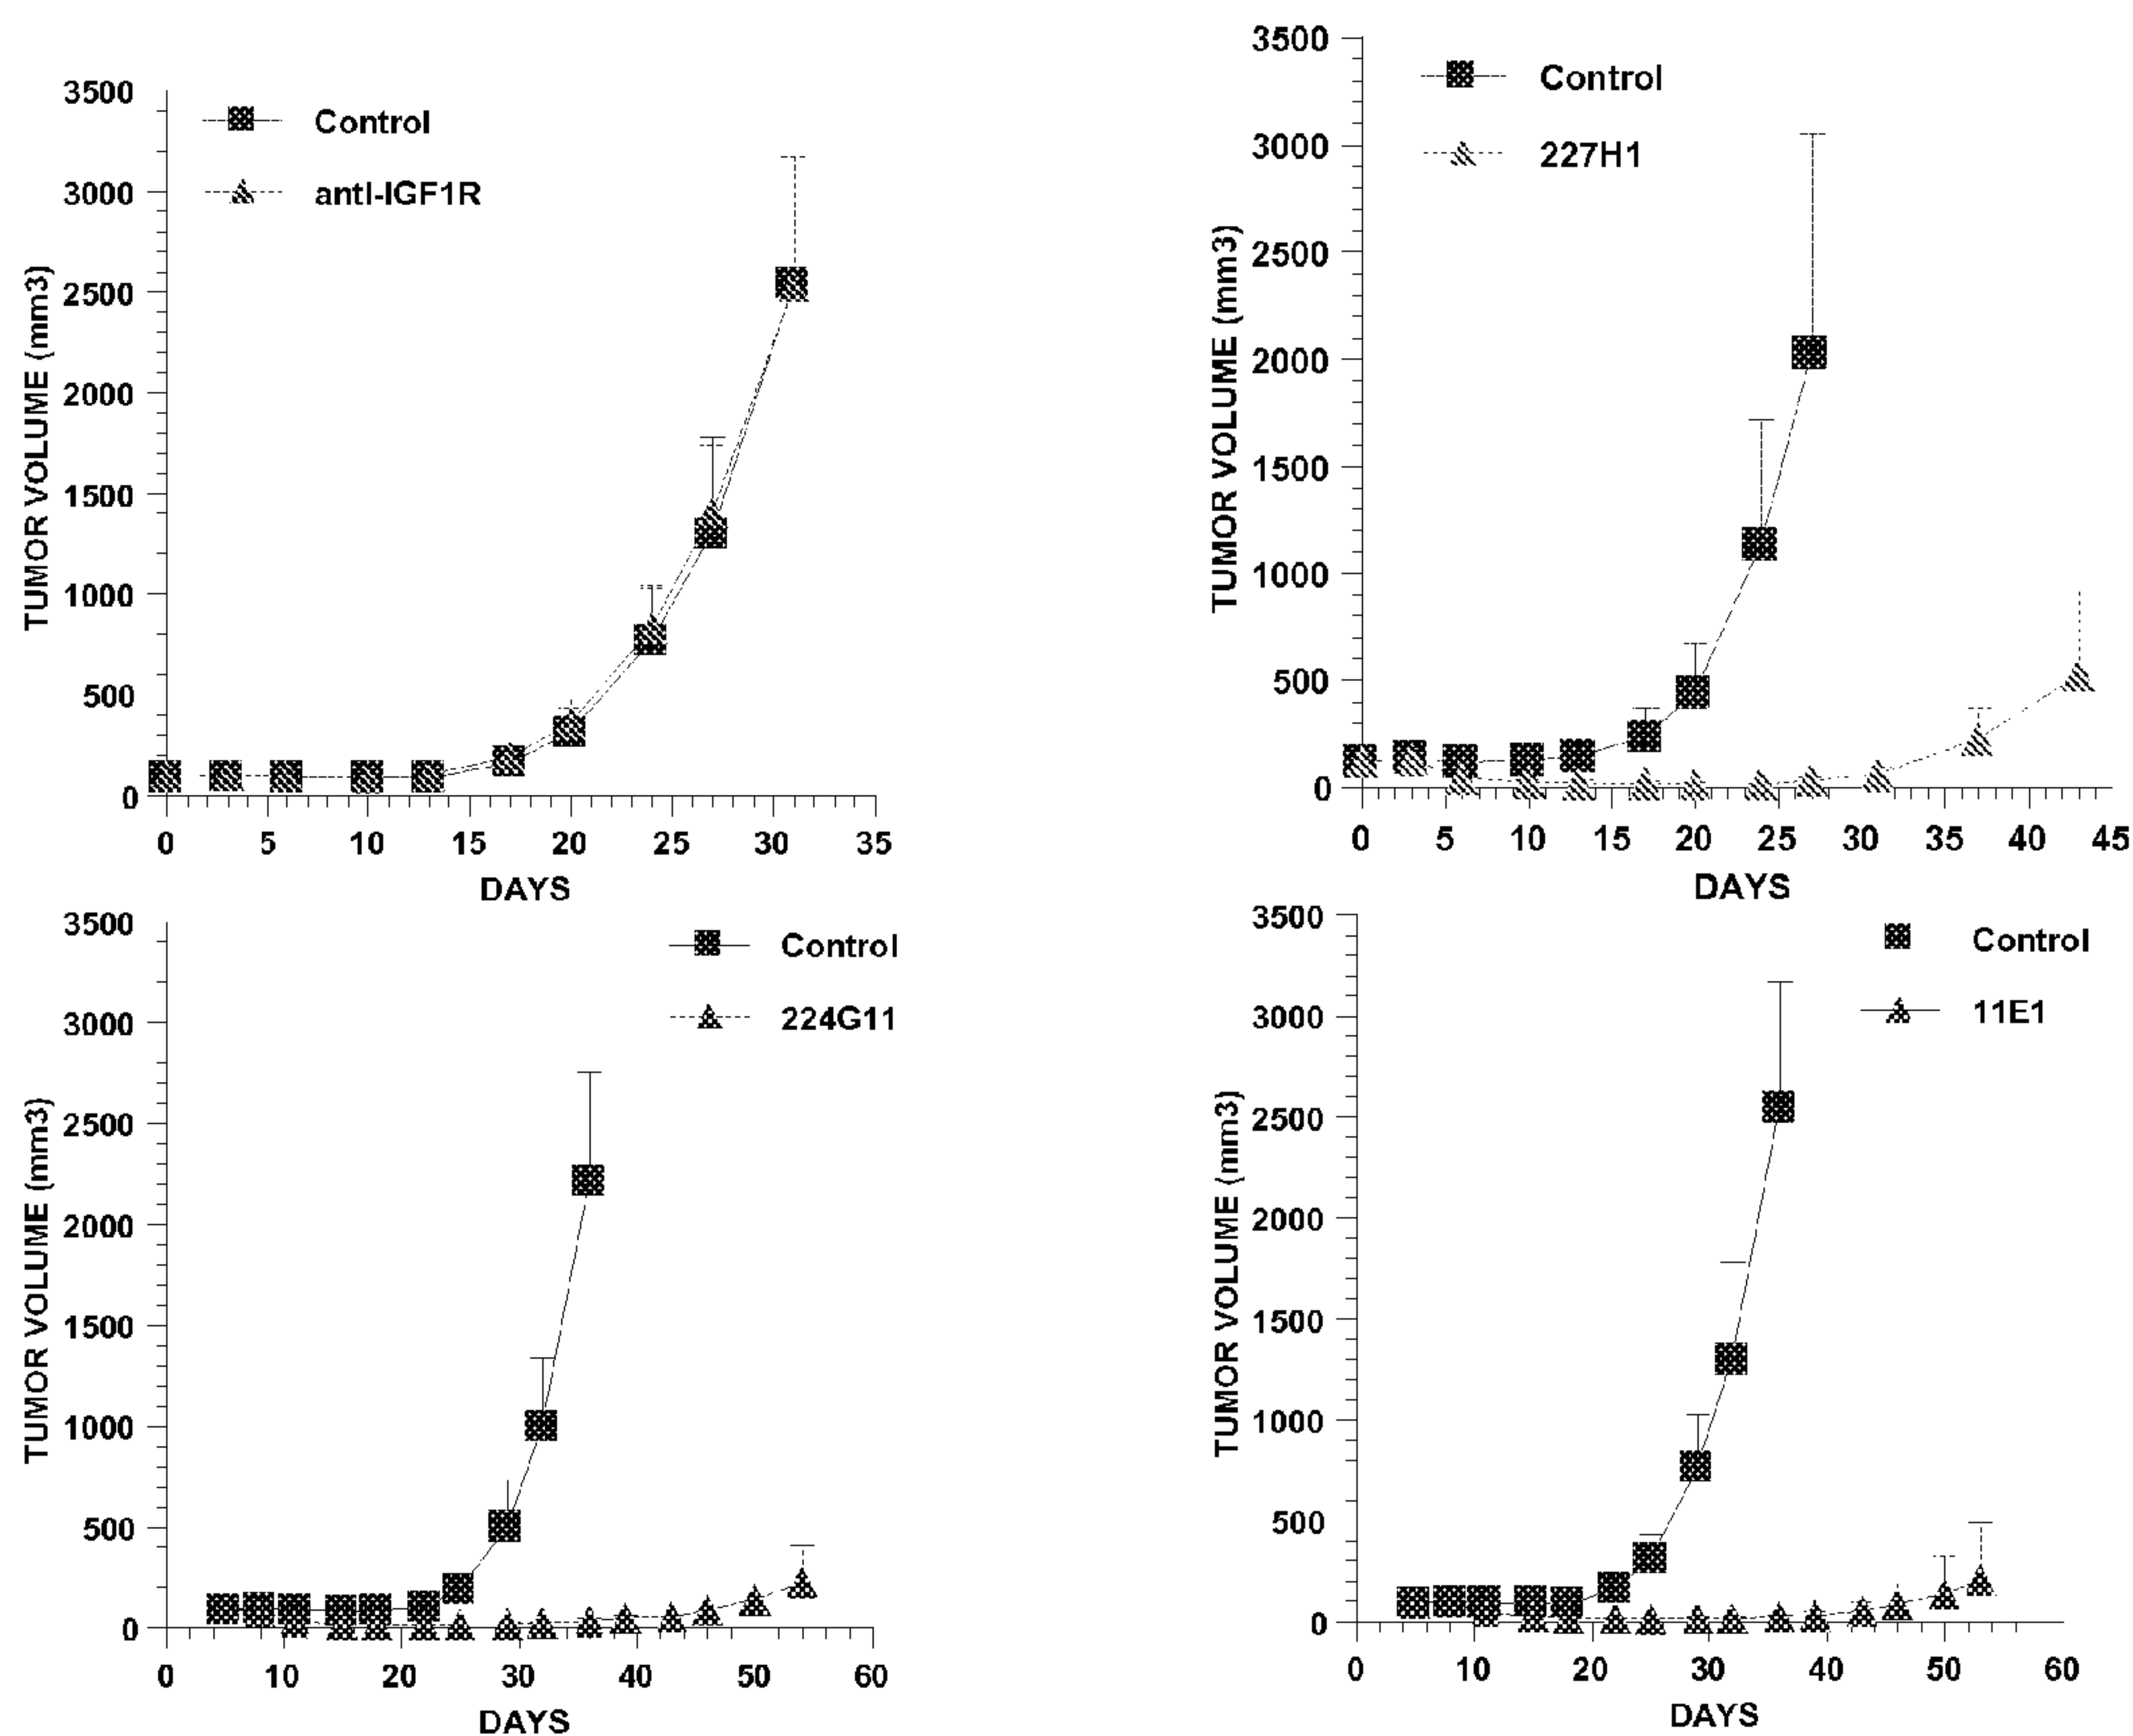 3500
Control
antI-IGF1R
3000
2500
2000
1500
1000
500
0
TUMOR VOLUME (mm3)
0 5 10 15 20 25 30 35
DAYS
3500
Control
227H1
3000
2500
2000
1500
1000
500
0
TUMOR VOLUME (mm3)
0 5 10 15 20 25 30 35 40 45
DAYS
3500
Control
224G11
3000
2500
2000
1500
1000
500
0
TUMOR VOLUME (mm3)
0 10 20 30 40 50 60
DAYS
3500
Control
11E1
3000
2500
2000
1500
1000
500
0
TUMOR VOLUME (mm3)
0 10 20 30 40 50 60
DAYS